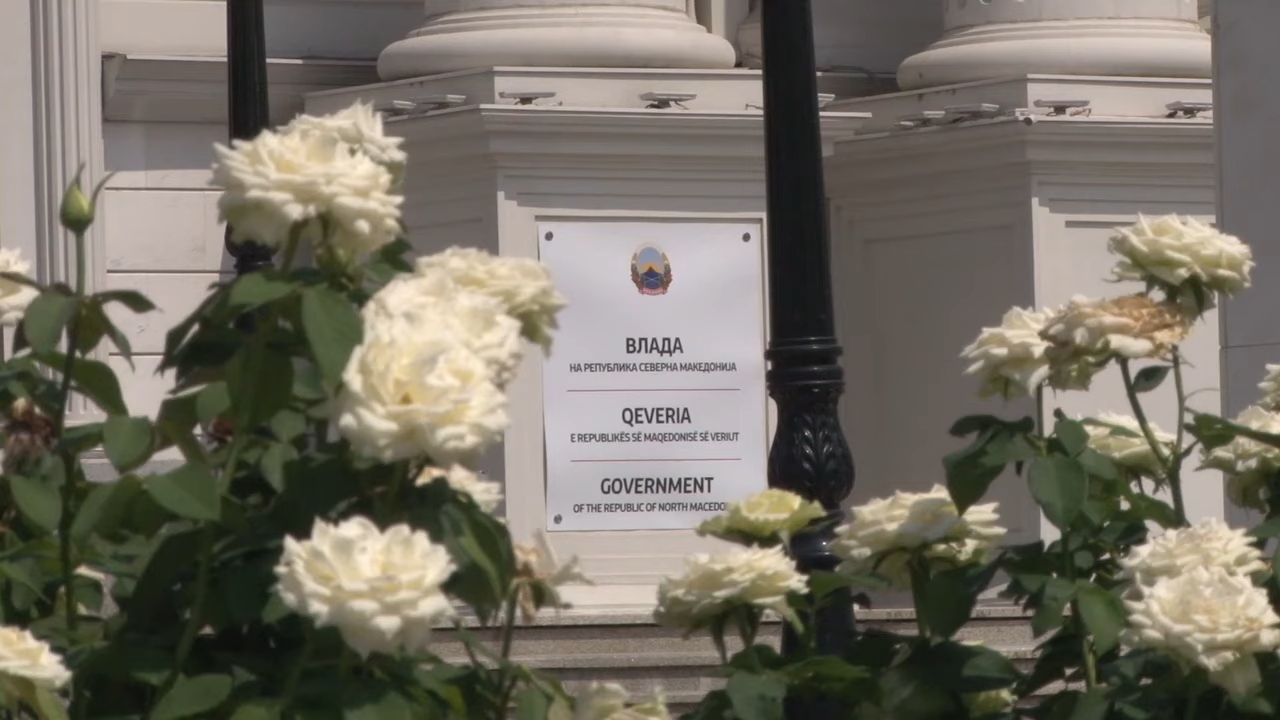 ВЛАДА
НА РЕПУБЛИКА СЕВЕРНА МАКЕДОНИЈА
QEVERIA
E REPUBLIKËS SË MAQEDONISË SË VERIUT
GOVERNMENT
OF THE REPUBLIC OF NORTH